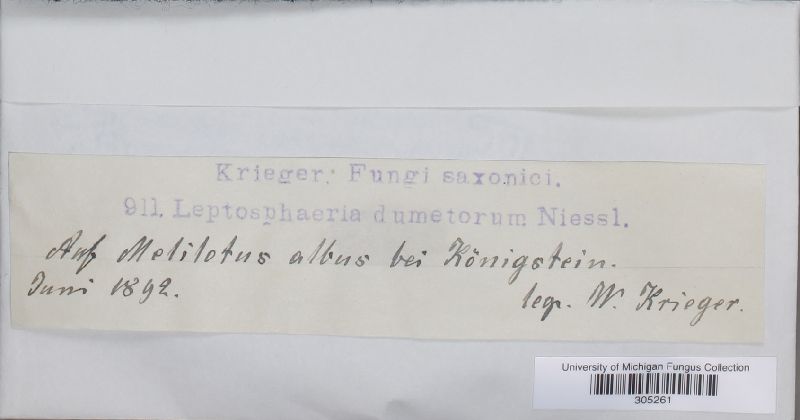 Krieger: Fungi saxonici.
911. Leptosphaeria dumetorum Niessl.
Auf Melilotus albus bei Königstein.
Juni 1892.
leg. W. Krieger.
University of Michigan Fungus Collection
305261